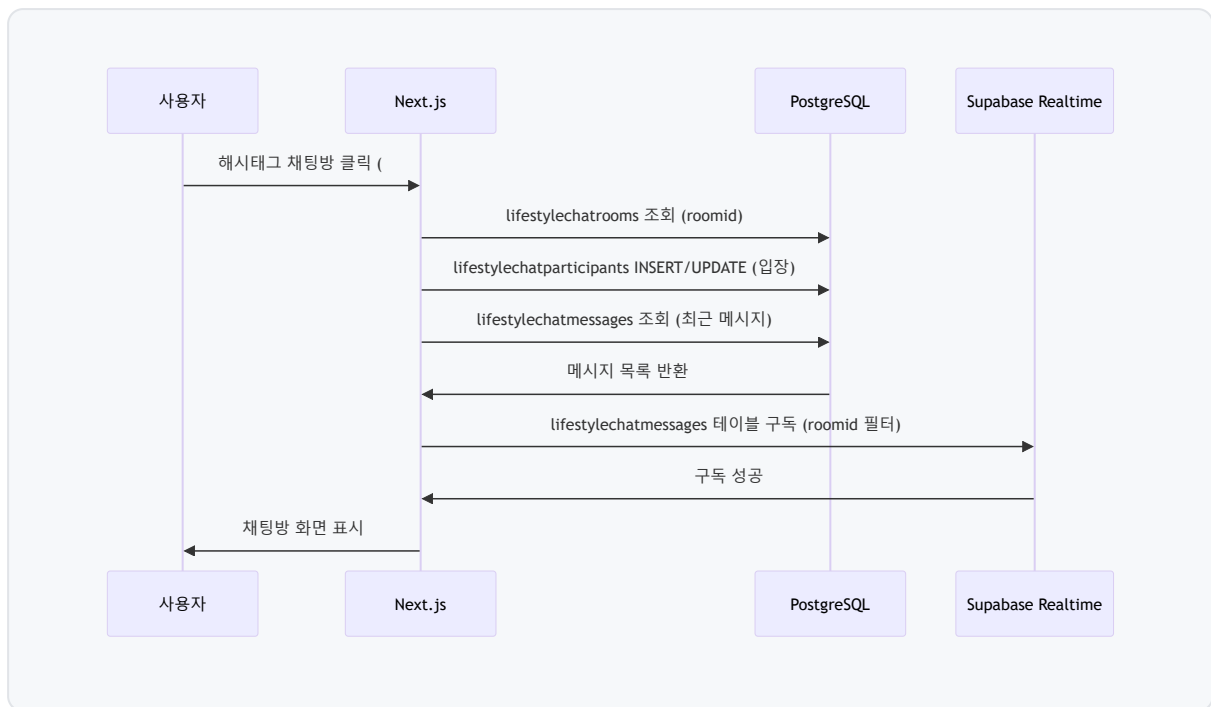 사용자
Next.js
PostgreSQL
Supabase Realtime
해시태그 채팅방 클릭 (
lifestylechatrooms 조회 (roomid)
lifestylechatparticipants INSERT/UPDATE (입장)
lifestylechatmessages 조회 (최근 메시지)
메시지 목록 반환
lifestylechatmessages 테이블 구독 (roomid 필터)
구독 성공
채팅방 화면 표시
사용자
Next.js
PostgreSQL
Supabase Realtime